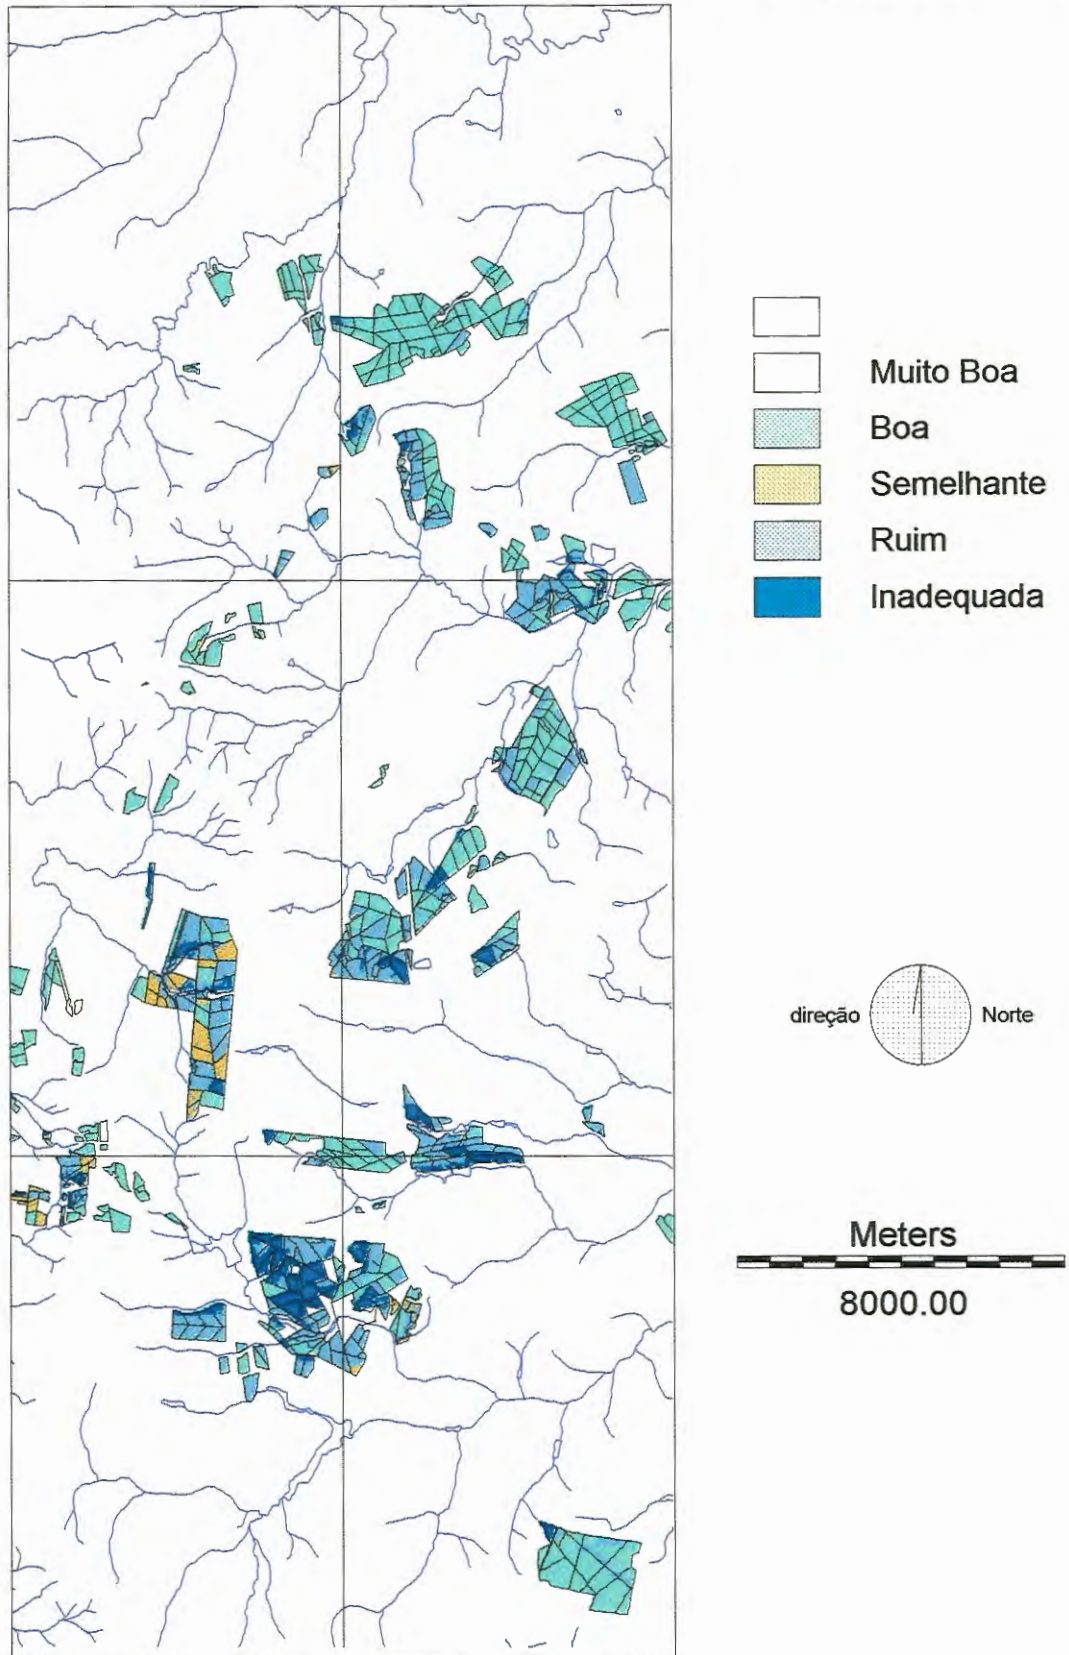 Muito Boa
Boa
Semelhante
Ruim
Inadequada
direção Norte
Meters
8000.00